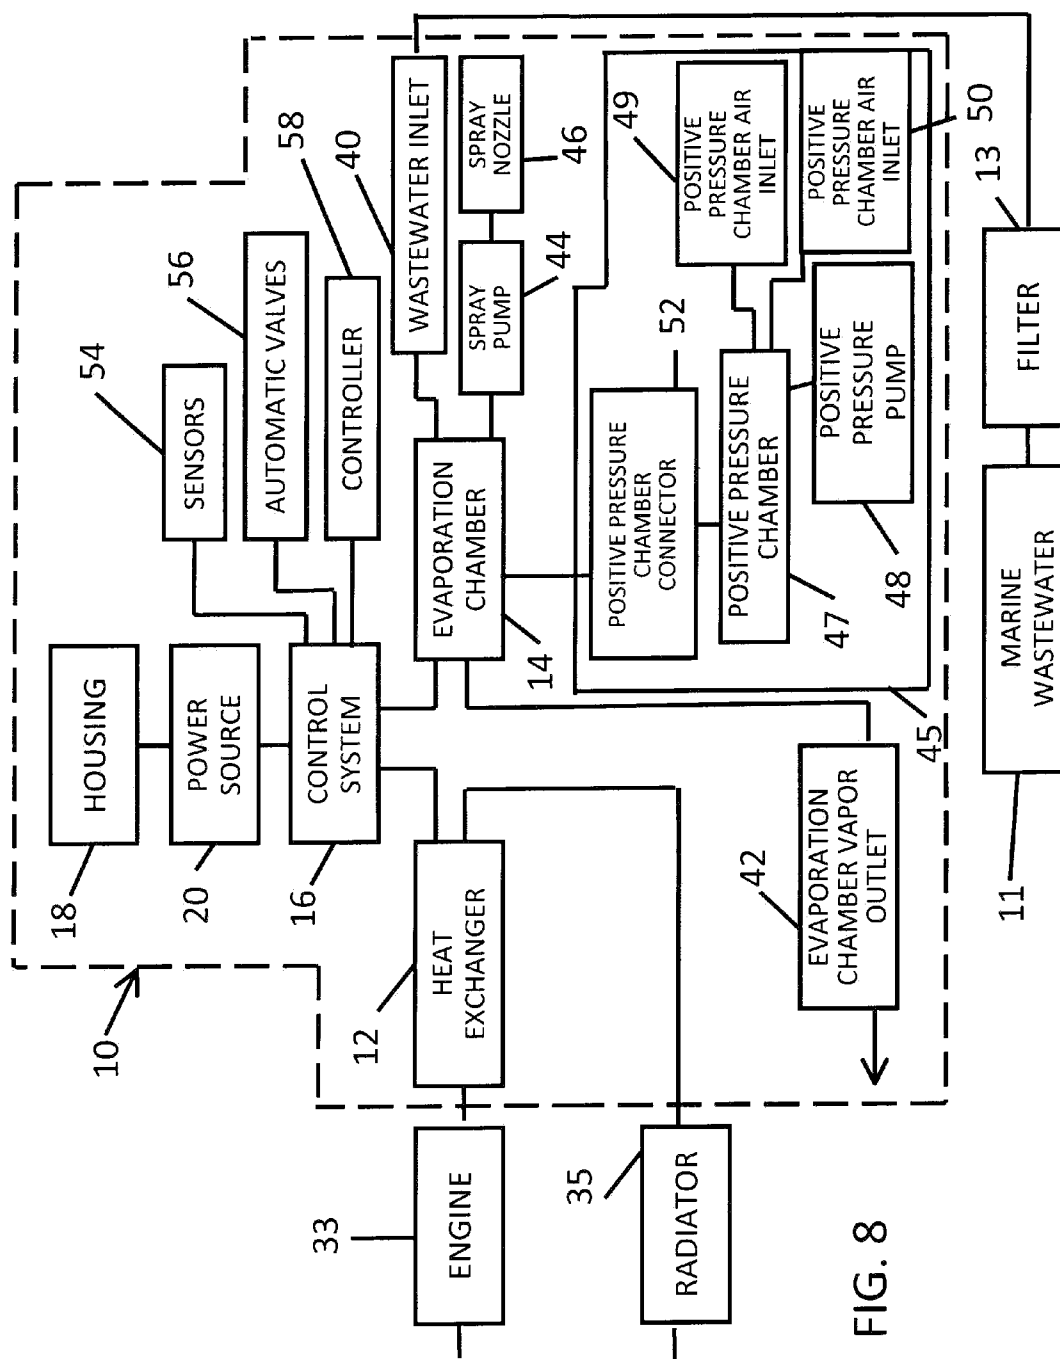 10
18
HOUSING
20
POWER
SOURCE
16
CONTROL
SYSTEM
54
SENSORS
56
AUTOMATIC VALVES
58
CONTROLLER
33
ENGINE
12
HEAT
EXCHANGER
14
EVAPORATION
CHAMBER
40
WASTEWATER INLET
44
SPRAY
PUMP
46
SPRAY
NOZZLE
35
RADIATOR
42
EVAPORATION
CHAMBER VAPOR
OUTLET
45
52
POSITIVE PRESSURE
CHAMBER
CONNECTOR
47
POSITIVE PRESSURE
CHAMBER
48
POSITIVE
PRESSURE
PUMP
49
POSITIVE
PRESSURE
CHAMBER AIR
INLET
50
POSITIVE
PRESSURE
CHAMBER AIR
INLET
11
MARINE
WASTEWATER
13
FILTER
FIG. 8